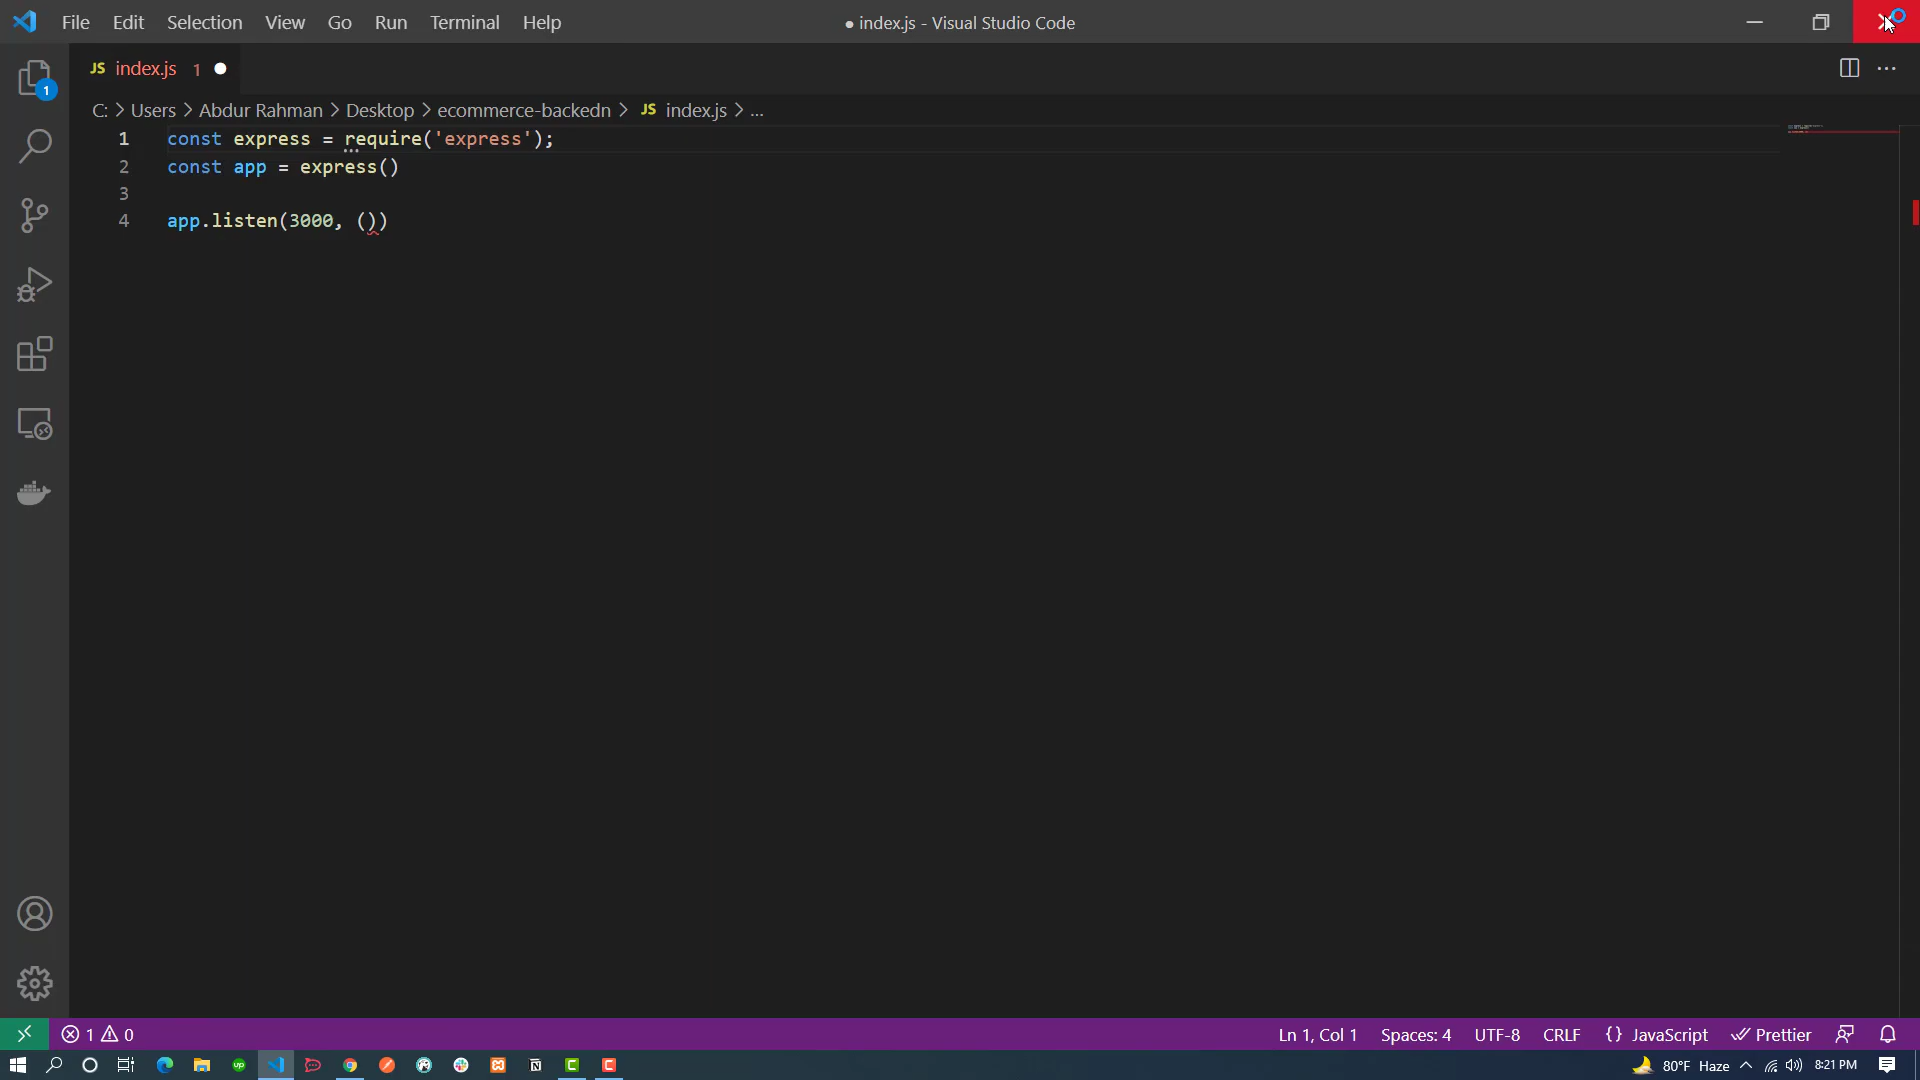 File Edit Selection View Go Run Terminal Help
● index.js - Visual Studio Code
JS index.js 1 ●
C: > Users > Abdur Rahman > Desktop > ecommerce-backedn > JS index.js > ...
1 const express = require('express');
2 const app = express()
3
4 app.listen(3000, ())
1
1 0
Ln 1, Col 1 Spaces: 4 UTF-8 CRLF {} JavaScript Prettier
up
N
C
C
80°F Haze 8:21 PM